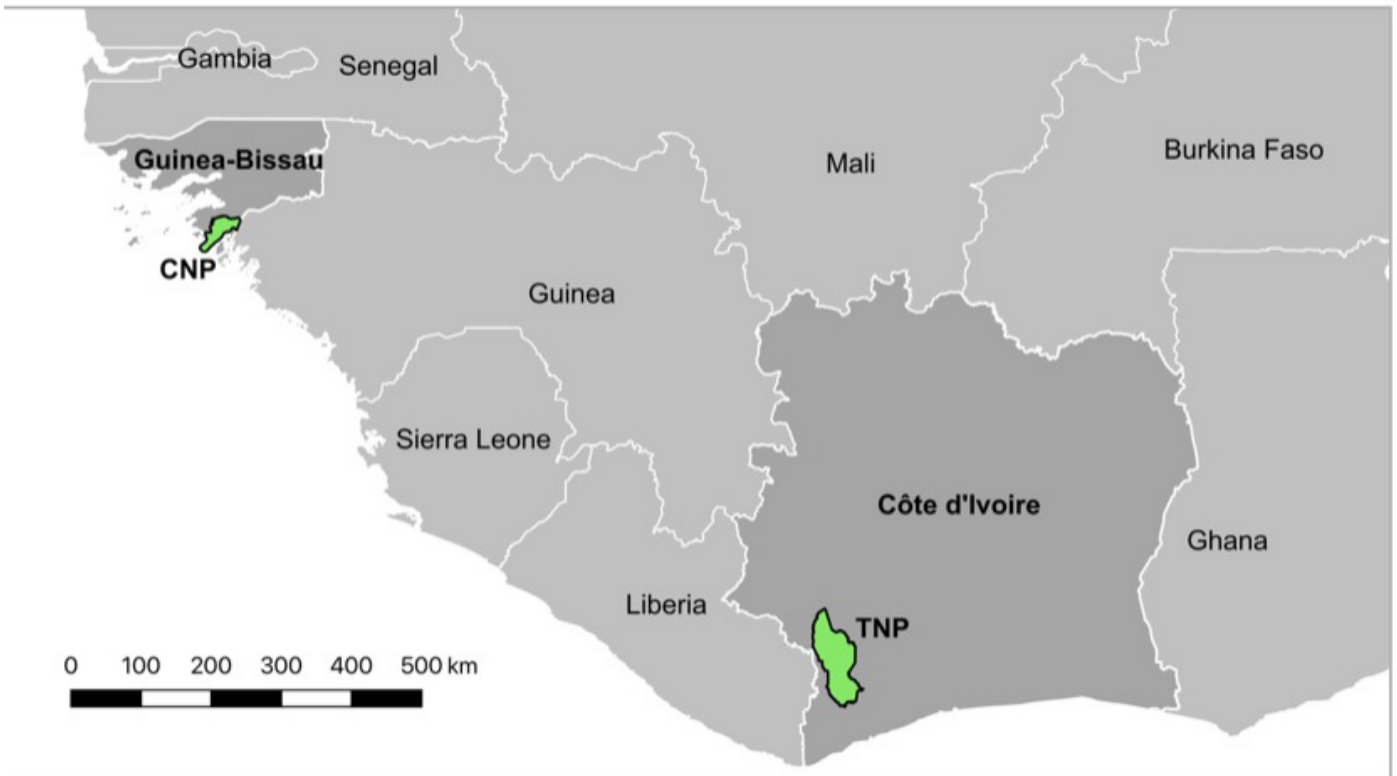 Gambia
Senegal
Guinea-Bissau
Mali
Burkina Faso
CNP
Guinea
Sierra Leone
Côte d'Ivoire
Ghana
Liberia
TNP
0 100 200 300 400 500 km